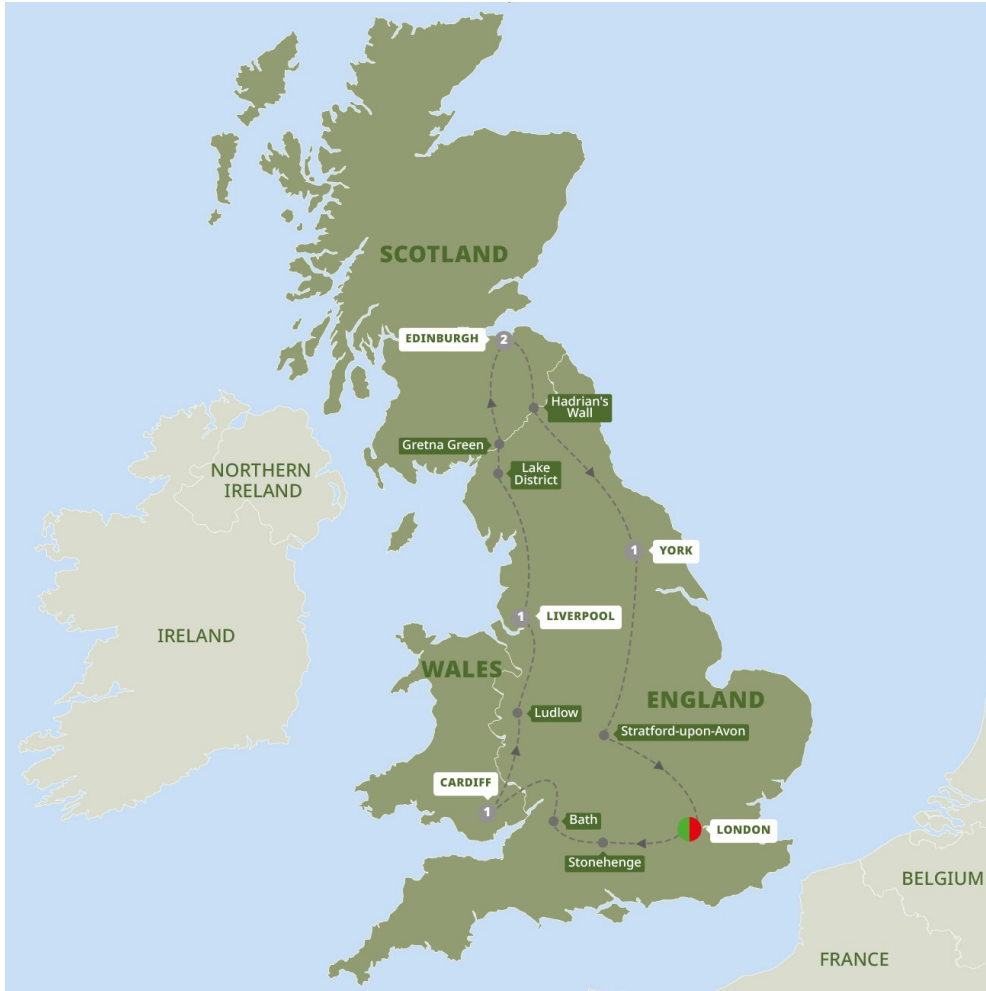 SCOTLAND
EDINBURGH
2
Hadrian's
Wall
Gretna Green
Lake
District
NORTHERN
IRELAND
1
YORK
1
LIVERPOOL
IRELAND
WALES
ENGLAND
Ludlow
Stratford-upon-Avon
CARDIFF
1
Bath
LONDON
Stonehenge
BELGIUM
FRANCE